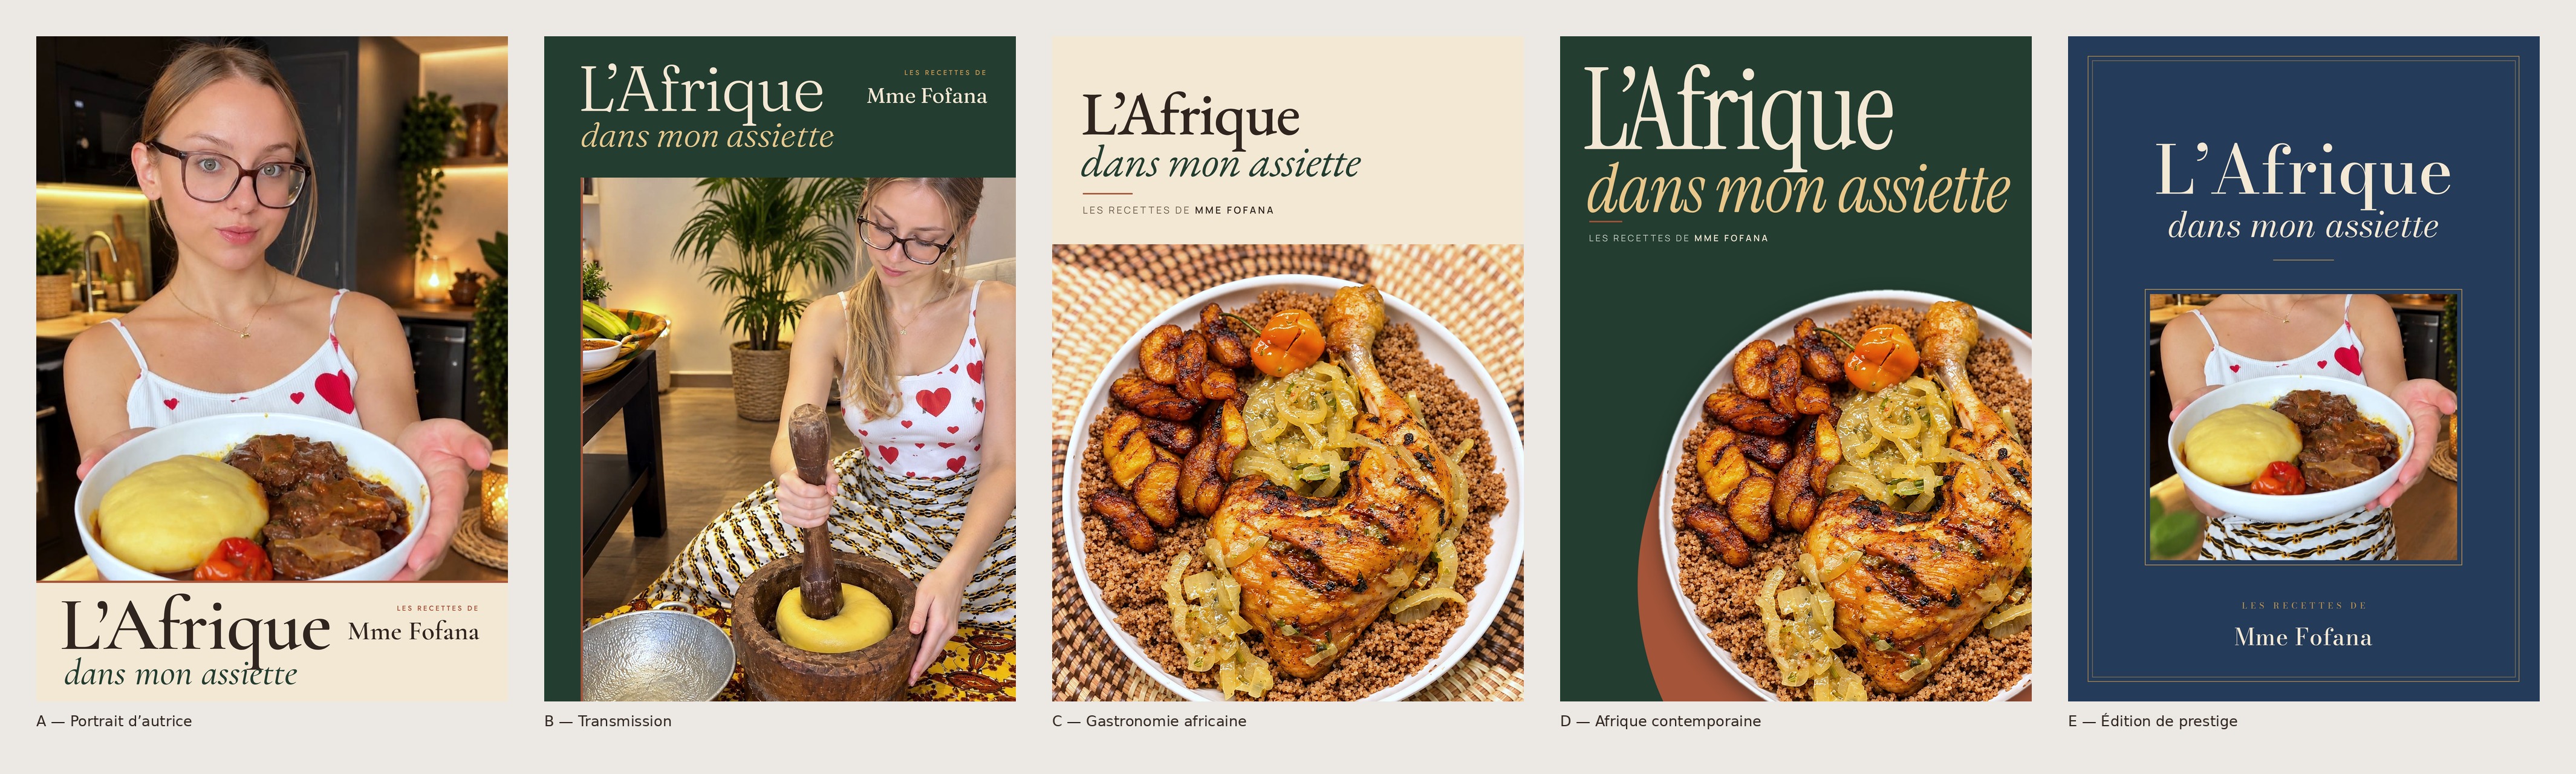 L’Afrique
dans mon assiette
LES RECETTES DE
Mme Fofana
A — Portrait d’autrice
L’Afrique
dans mon assiette
LES RECETTES DE
Mme Fofana
B — Transmission
L’Afrique
dans mon assiette
LES RECETTES DE MME FOFANA
C — Gastronomie africaine
L’Afrique
dans mon assiette
LES RECETTES DE MME FOFANA
D — Afrique contemporaine
L’Afrique
dans mon assiette
LES RECETTES DE
Mme Fofana
E — Édition de prestige